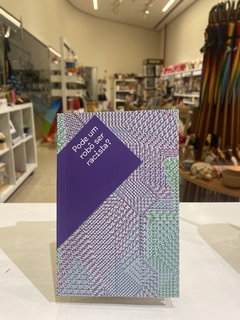 Pode um
robô ser
racista?